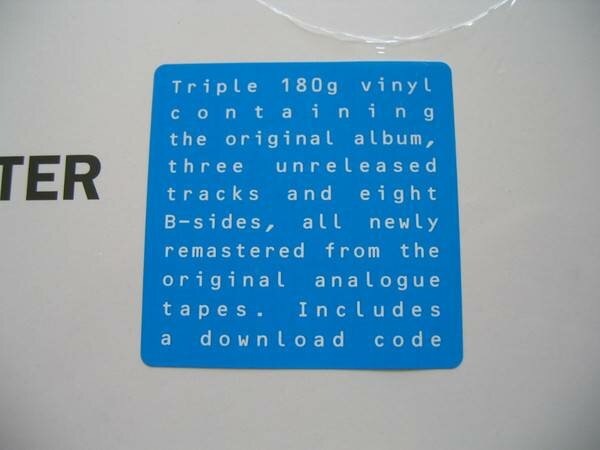 TER
Triple 180g vinyl
containing
the original album,
three unreleased
tracks and eight
B-sides, all newly
remastered from the
original analogue
tapes. Includes
a download code